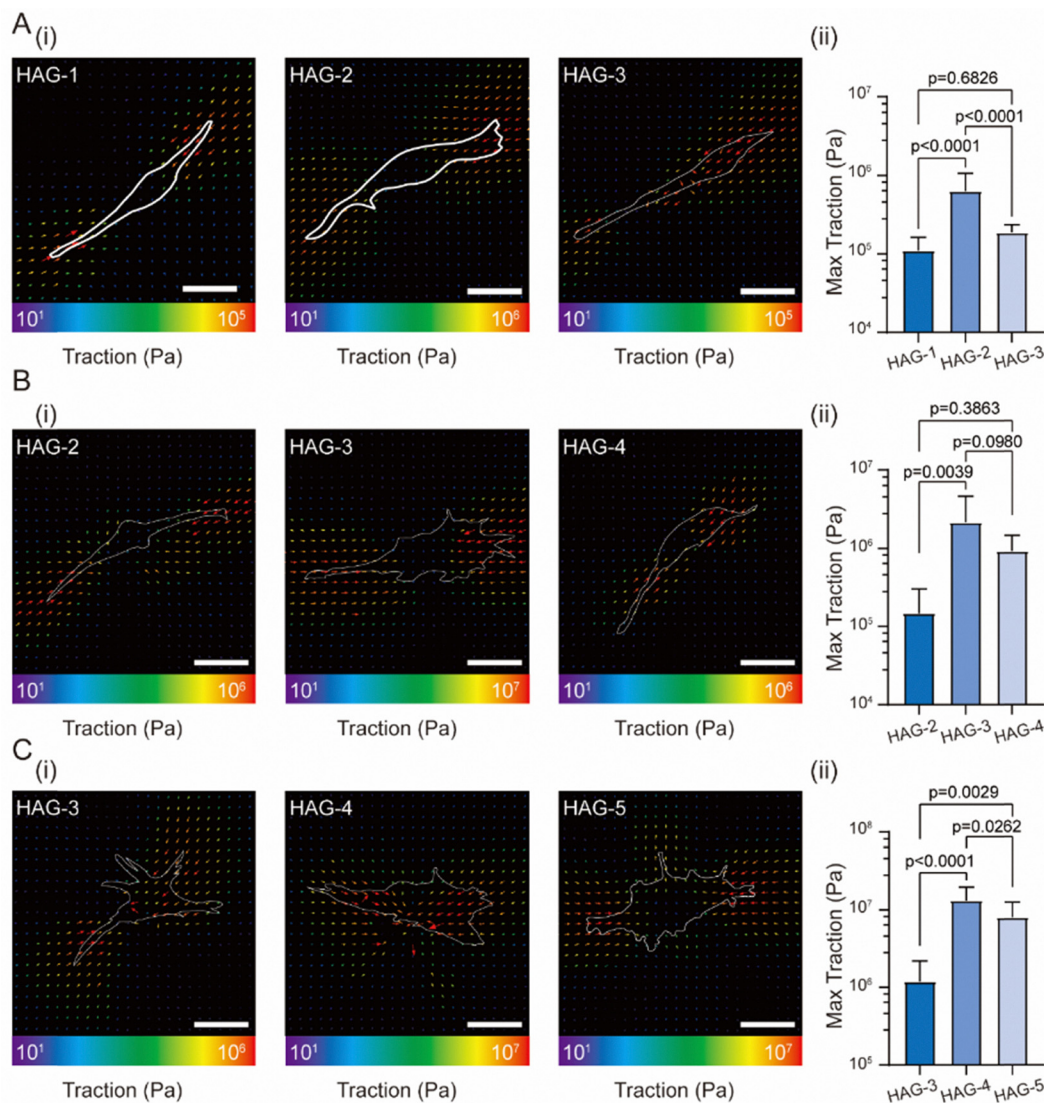 A
(i)
(ii)
HAG-1
HAG-2
HAG-3
10¹
10⁵
10¹
10⁶
10¹
10⁵
Traction (Pa)
Traction (Pa)
Traction (Pa)
p=0.6826
p<0.0001
p<0.0001
10⁷
10⁶
10⁵
10⁴
Max Traction (Pa)
HAG-1
HAG-2
HAG-3
B
(i)
(ii)
HAG-2
HAG-3
HAG-4
10¹
10⁶
10¹
10⁷
10¹
10⁶
Traction (Pa)
Traction (Pa)
Traction (Pa)
p=0.3863
p=0.0980
p=0.0039
10⁷
10⁶
10⁵
10⁴
Max Traction (Pa)
HAG-2
HAG-3
HAG-4
C
(i)
(ii)
HAG-3
HAG-4
HAG-5
10¹
10⁶
10¹
10⁷
10¹
10⁷
Traction (Pa)
Traction (Pa)
Traction (Pa)
p=0.0029
p=0.0262
p<0.0001
10⁸
10⁷
10⁶
10⁵
Max Traction (Pa)
HAG-3
HAG-4
HAG-5